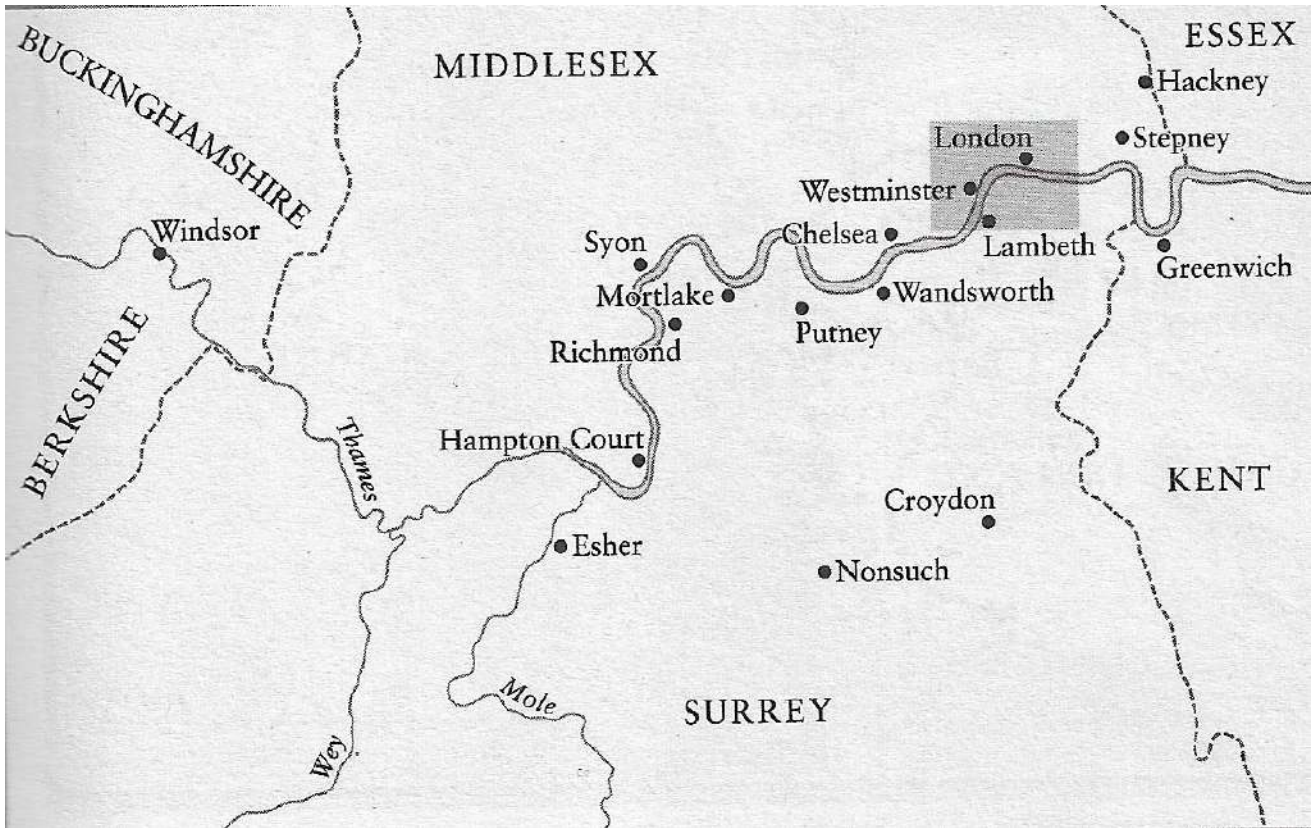 BUCKINGHAMSHIRE
MIDDLESEX
ESSEX
Hackney
Stepney
London
Westminster
Windsor
Syon
Chelsea
Lambeth
Greenwich
Mortlake
Wandsworth
Putney
Richmond
BERKSHIRE
Thames
Hampton Court
KENT
Croydon
Esher
Nonsuch
Mole
SURREY
Wey